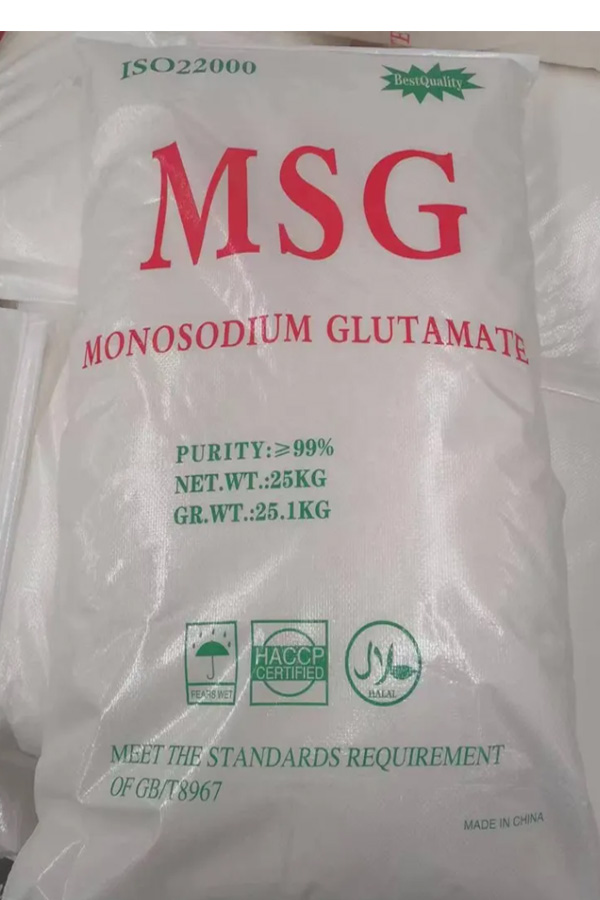 ISO22000
BestQuality
MSG
MONOSODIUM GLUTAMATE
PURITY:≥99%
NET.WT.:25KG
GR.WT.:25.1KG
FEARS WET
HACCP
CERTIFIED
حلال
HALAL
MEET THE STANDARDS REQUIREMENT
OF GB/T8967
MADE IN CHINA